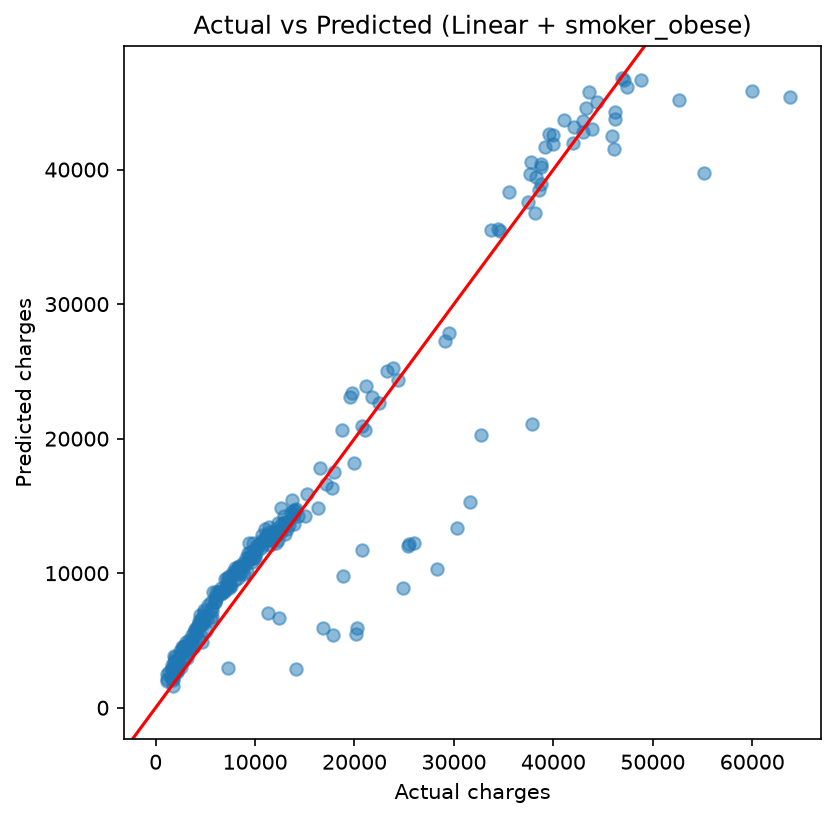 Actual vs Predicted (Linear + smoker_obese)
Predicted charges
40000
30000
20000
10000
0
0 10000 20000 30000 40000 50000 60000
Actual charges